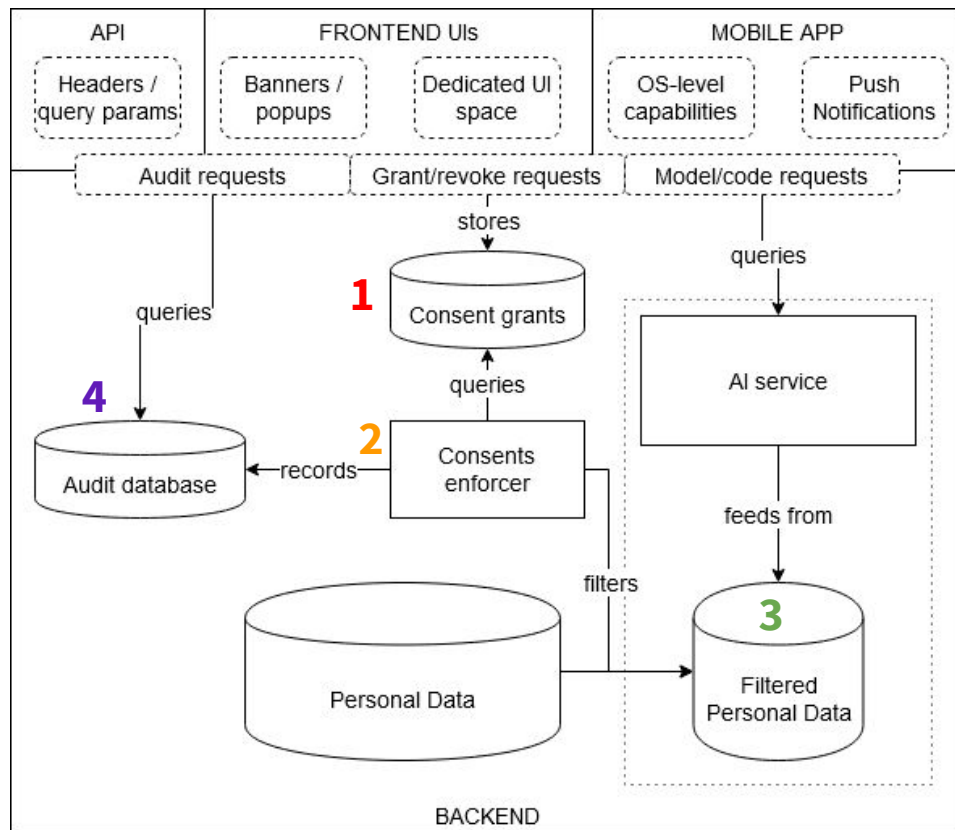 API
FRONTEND UIs
MOBILE APP
Headers /
query params
Banners /
popups
Dedicated UI
space
OS-level
capabilities
Push
Notifications
Audit requests
Grant/revoke requests
Model/code requests
stores
queries
queries
1
Consent grants
AI service
queries
4
2
Consents
enforcer
records
Audit database
feeds from
filters
3
Personal Data
Filtered
Personal Data
BACKEND